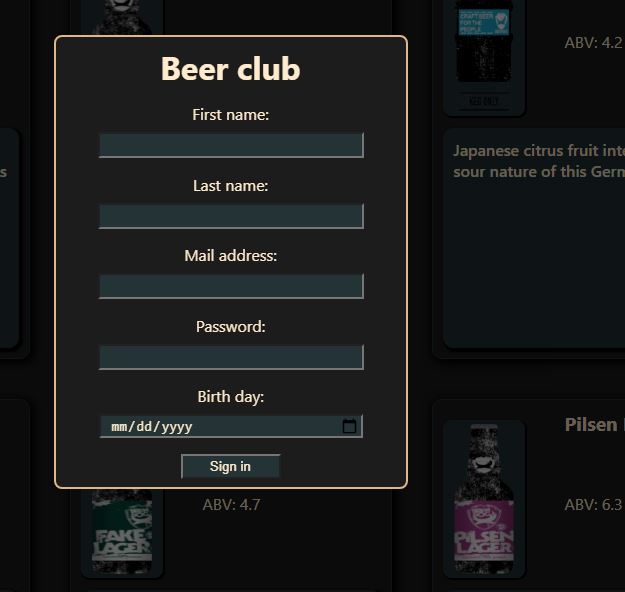 Beer club
First name:
Last name:
Mail address:
Password:
Birth day:
mm/dd/yyyy
Sign in
CRAFT BEER FOR THE
PEOPLE
KEG ONLY
ABV: 4.2
s
Japanese citrus fruit int
sour nature of this Germ
FAKE
LAGER
ABV: 4.7
PILSEN
LAGER
Pilsen
ABV: 6.3